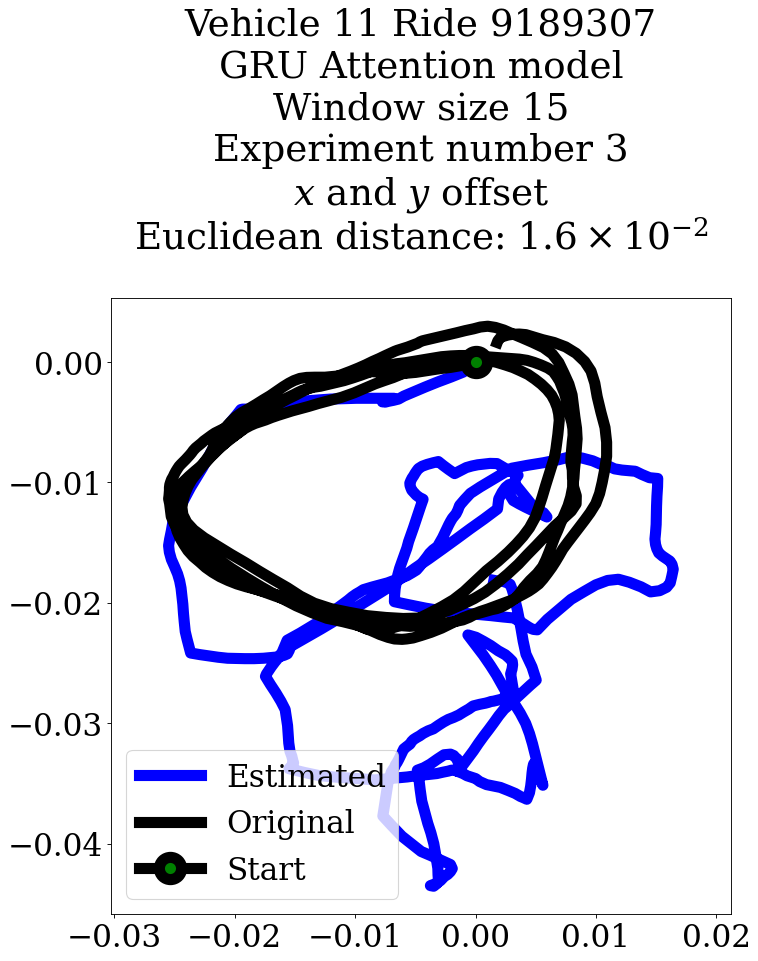 Vehicle 11 Ride 9189307
GRU Attention model
Window size 15
Experiment number 3
x and y offset
Euclidean distance: 1.6 × 10⁻²
0.00
−0.01
−0.02
−0.03
−0.04
Estimated
Original
Start
−0.03 −0.02 −0.01 0.00 0.01 0.02